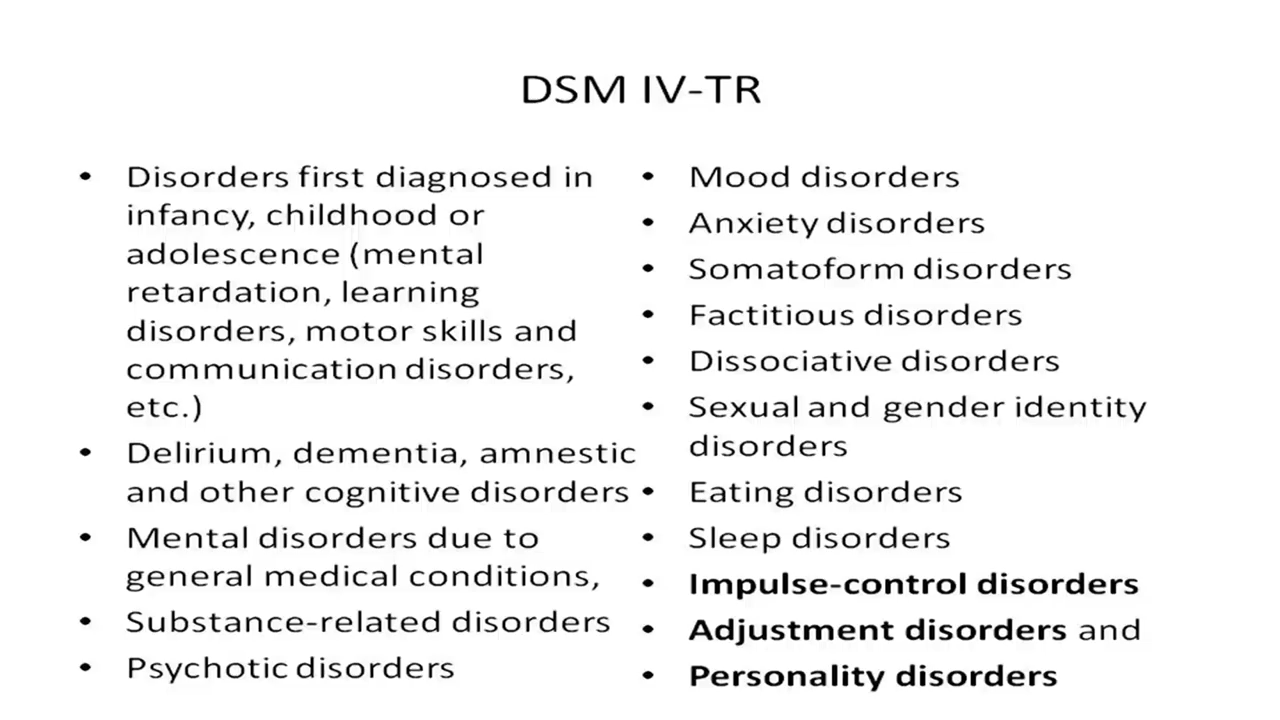 DSM IV-TR
• Disorders first diagnosed in
infancy, childhood or
adolescence (mental
retardation, learning
disorders, motor skills and
communication disorders,
etc.)
• Delirium, dementia, amnestic
and other cognitive disorders
• Mental disorders due to
general medical conditions,
• Substance-related disorders
• Psychotic disorders
• Mood disorders
• Anxiety disorders
• Somatoform disorders
• Factitious disorders
• Dissociative disorders
• Sexual and gender identity
disorders
• Eating disorders
• Sleep disorders
• Impulse-control disorders
• Adjustment disorders and
• Personality disorders